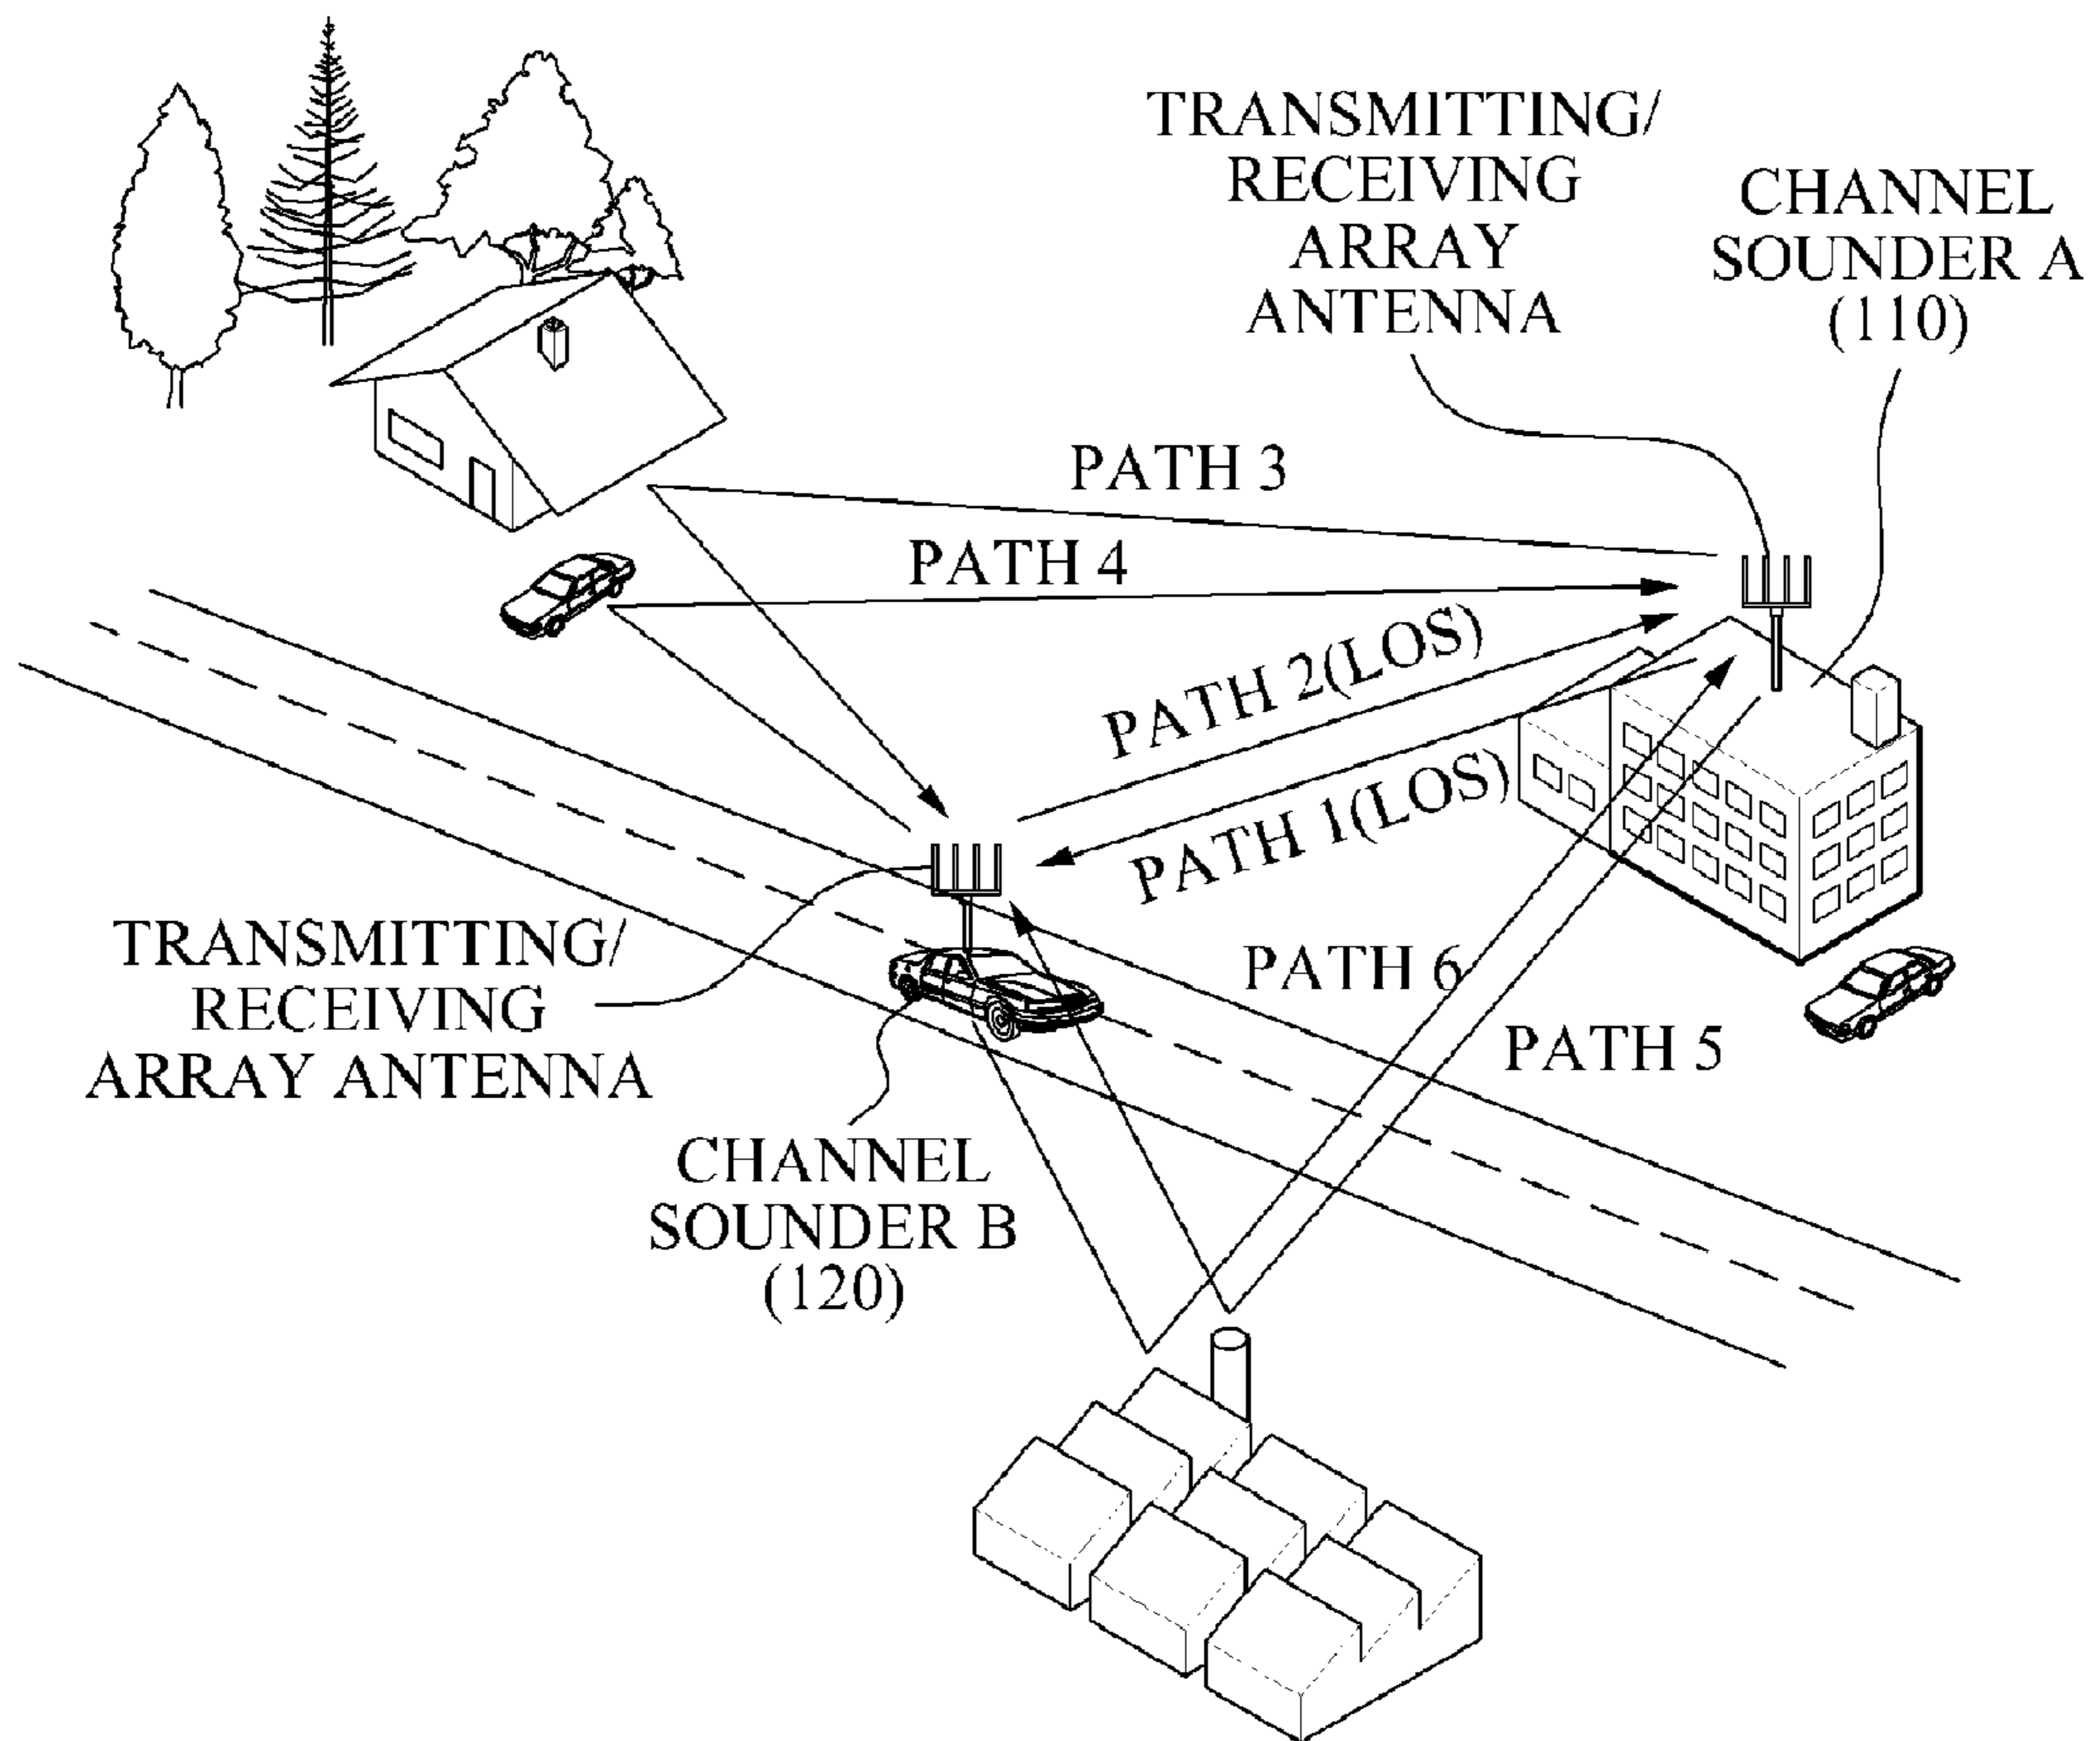 TRANSMITTING/
RECEIVING
ARRAY
ANTENNA
CHANNEL
SOUNDER A
(110)
PATH 3
PATH 4
PATH 2(LOS)
PATH 1(LOS)
TRANSMITTING/
RECEIVING
ARRAY ANTENNA
PATH 6
PATH 5
CHANNEL
SOUNDER B
(120)